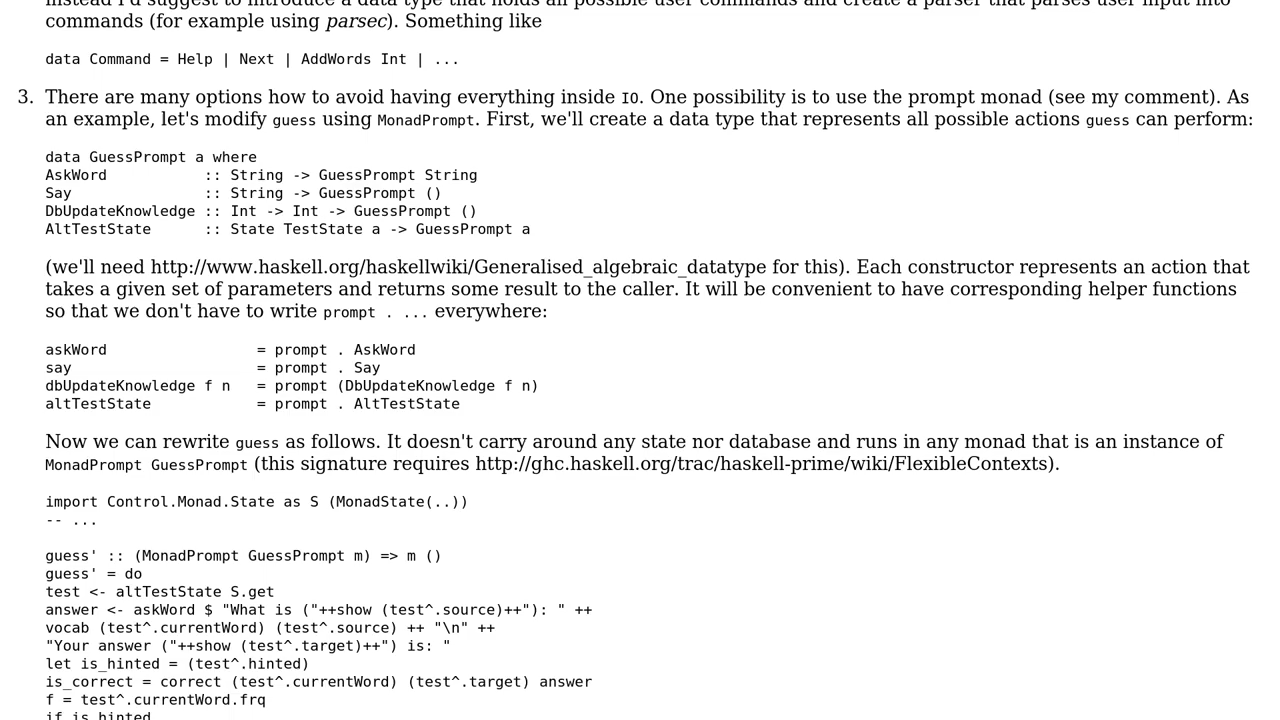 instead I'd suggest to introduce a data type that holds all possible user commands and create a parser that parses user input into
commands (for example using parsec). Something like
data Command = Help | Next | AddWords Int | ...
3. There are many options how to avoid having everything inside IO. One possibility is to use the prompt monad (see my comment). As
an example, let's modify guess using MonadPrompt. First, we'll create a data type that represents all possible actions guess can perform:
data GuessPrompt a where
AskWord           :: String -> GuessPrompt String
Say               :: String -> GuessPrompt ()
DbUpdateKnowledge :: Int -> Int -> GuessPrompt ()
AltTestState      :: State TestState a -> GuessPrompt a
(we'll need http://www.haskell.org/haskellwiki/Generalised_algebraic_datatype for this). Each constructor represents an action that
takes a given set of parameters and returns some result to the caller. It will be convenient to have corresponding helper functions
so that we don't have to write prompt . ... everywhere:
askWord                 = prompt . AskWord
say                     = prompt . Say
dbUpdateKnowledge f n   = prompt (DbUpdateKnowledge f n)
altTestState            = prompt . AltTestState
Now we can rewrite guess as follows. It doesn't carry around any state nor database and runs in any monad that is an instance of
MonadPrompt GuessPrompt (this signature requires http://ghc.haskell.org/trac/haskell-prime/wiki/FlexibleContexts).
import Control.Monad.State as S (MonadState(..))
-- ...
guess' :: (MonadPrompt GuessPrompt m) => m ()
guess' = do
test <- altTestState S.get
answer <- askWord $ "What is ("++show (test^.source)++"): " ++
vocab (test^.currentWord) (test^.source) ++ "\n" ++
"Your answer ("++show (test^.target)++") is: "
let is_hinted = (test^.hinted)
is_correct = correct (test^.currentWord) (test^.target) answer
f = test^.currentWord.frq
if is_hinted